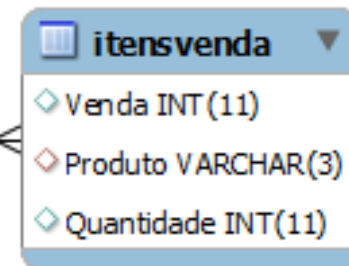 itensvenda
Venda INT(11)
Produto VARCHAR(3)
Quantidade INT(11)